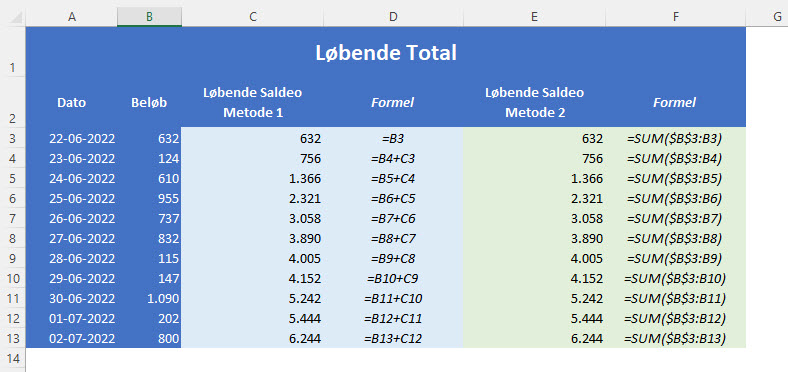 A B C D E F G
1 Løbende Total
Løbende Saldeo Løbende Saldeo
2 Dato Beløb Metode 1 Formel Metode 2 Formel
3 22-06-2022 632 632 =B3 632 =SUM($B$3:B3)
4 23-06-2022 124 756 =B4+C3 756 =SUM($B$3:B4)
5 24-06-2022 610 1.366 =B5+C4 1.366 =SUM($B$3:B5)
6 25-06-2022 955 2.321 =B6+C5 2.321 =SUM($B$3:B6)
7 26-06-2022 737 3.058 =B7+C6 3.058 =SUM($B$3:B7)
8 27-06-2022 832 3.890 =B8+C7 3.890 =SUM($B$3:B8)
9 28-06-2022 115 4.005 =B9+C8 4.005 =SUM($B$3:B9)
10 29-06-2022 147 4.152 =B10+C9 4.152 =SUM($B$3:B10)
11 30-06-2022 1.090 5.242 =B11+C10 5.242 =SUM($B$3:B11)
12 01-07-2022 202 5.444 =B12+C11 5.444 =SUM($B$3:B12)
13 02-07-2022 800 6.244 =B13+C12 6.244 =SUM($B$3:B13)
14